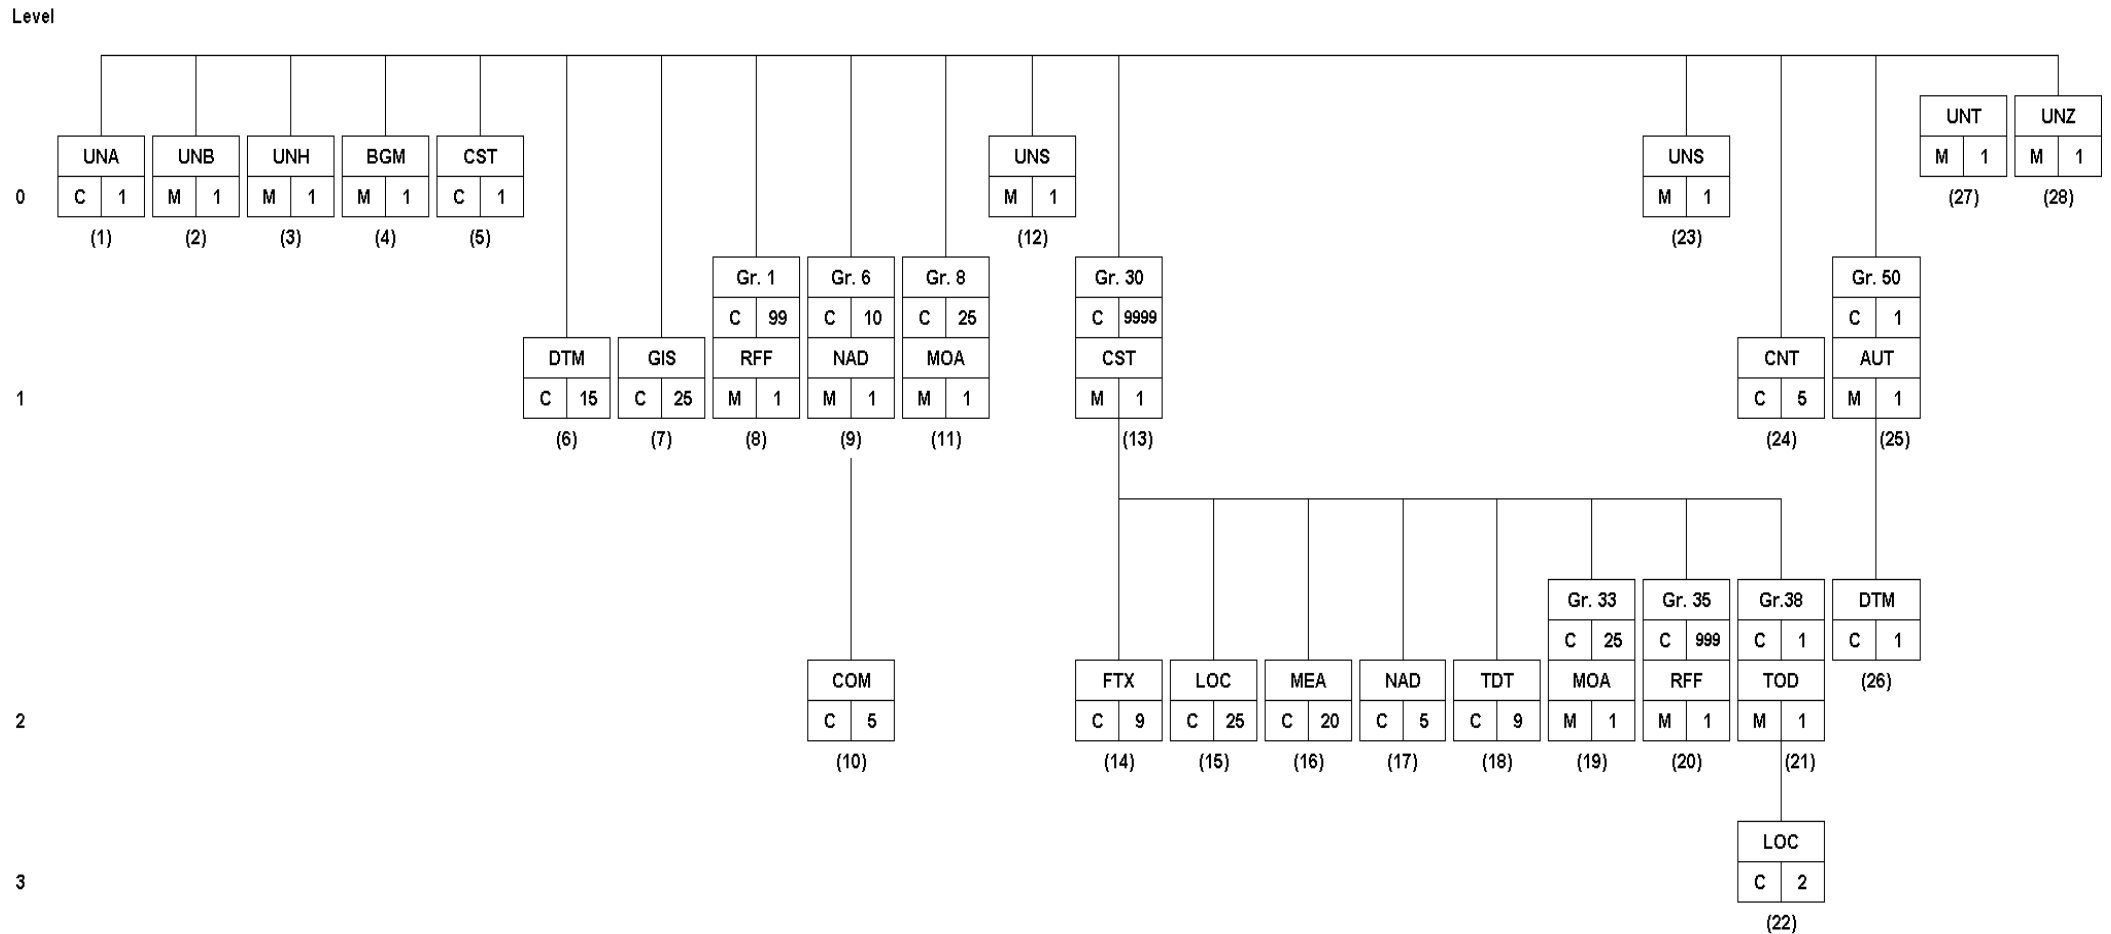 Level
UNT UNZ
UNA UNB UNH BGM CST UNS UNS M 1 M 1
0 C 1 M 1 M 1 M 1 C 1 M 1 M 1 (27) (28)
(1) (2) (3) (4) (5) (12) (23)
Gr. 1 Gr. 6 Gr. 8 Gr. 30 Gr. 50
C 99 C 10 C 25 C 9999 C 1
DTM GIS RFF NAD MOA CST CNT AUT
1 C 15 C 25 M 1 M 1 M 1 M 1 C 5 M 1
(6) (7) (8) (9) (11) (13) (24) (25)
Gr. 33 Gr. 35 Gr.38 DTM
C 25 C 999 C 1 C 1
COM FTX LOC MEA NAD TDT MOA RFF TOD (26)
2 C 5 C 9 C 25 C 20 C 5 C 9 M 1 M 1 M 1
(10) (14) (15) (16) (17) (18) (19) (20) (21)
LOC
3 C 2
(22)